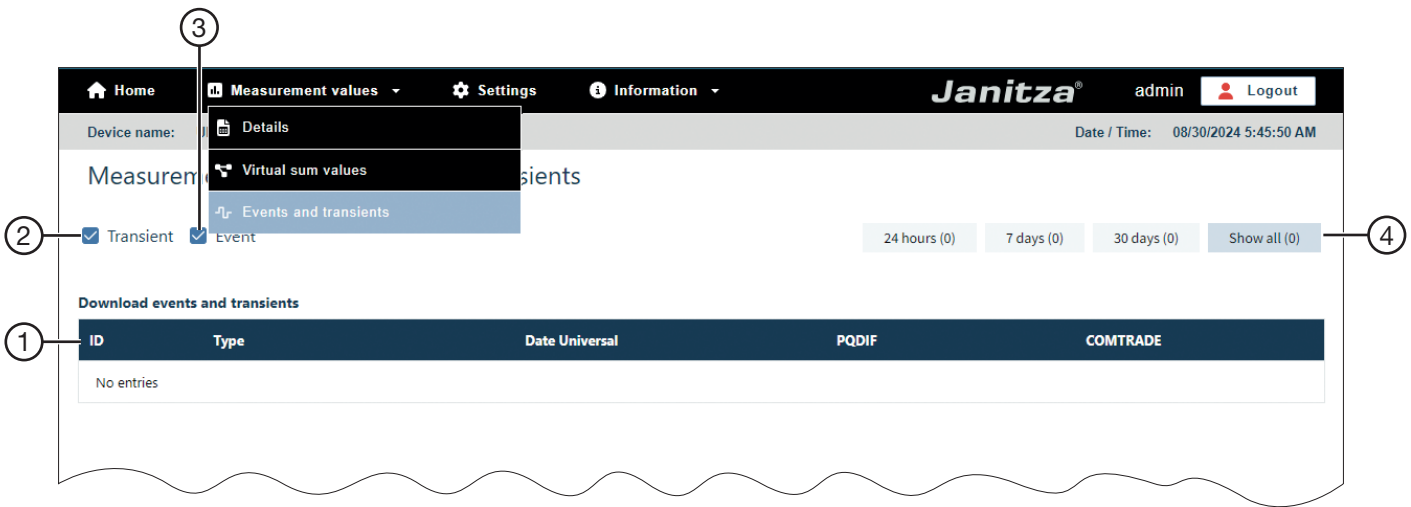 3
Home Measurement values Settings Information Janitza® admin Logout
Device name: Details Date / Time: 08/30/2024 5:45:50 AM
Virtual sum values
Events and transients
2 Transient Event 24 hours (0) 7 days (0) 30 days (0) Show all (0) 4
Download events and transients
1 ID Type Date Universal PQDIF COMTRADE
No entries